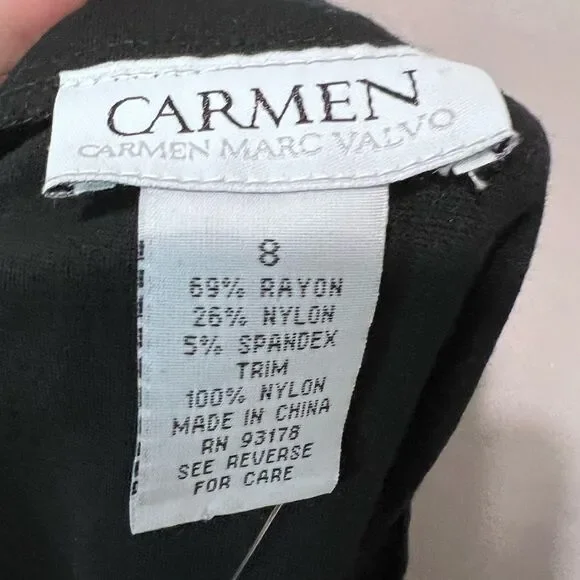 CARMEN
CARMEN MARC VALVO
8
69% RAYON
26% NYLON
5% SPANDEX
TRIM
100% NYLON
MADE IN CHINA
RN 93178
SEE REVERSE
FOR CARE